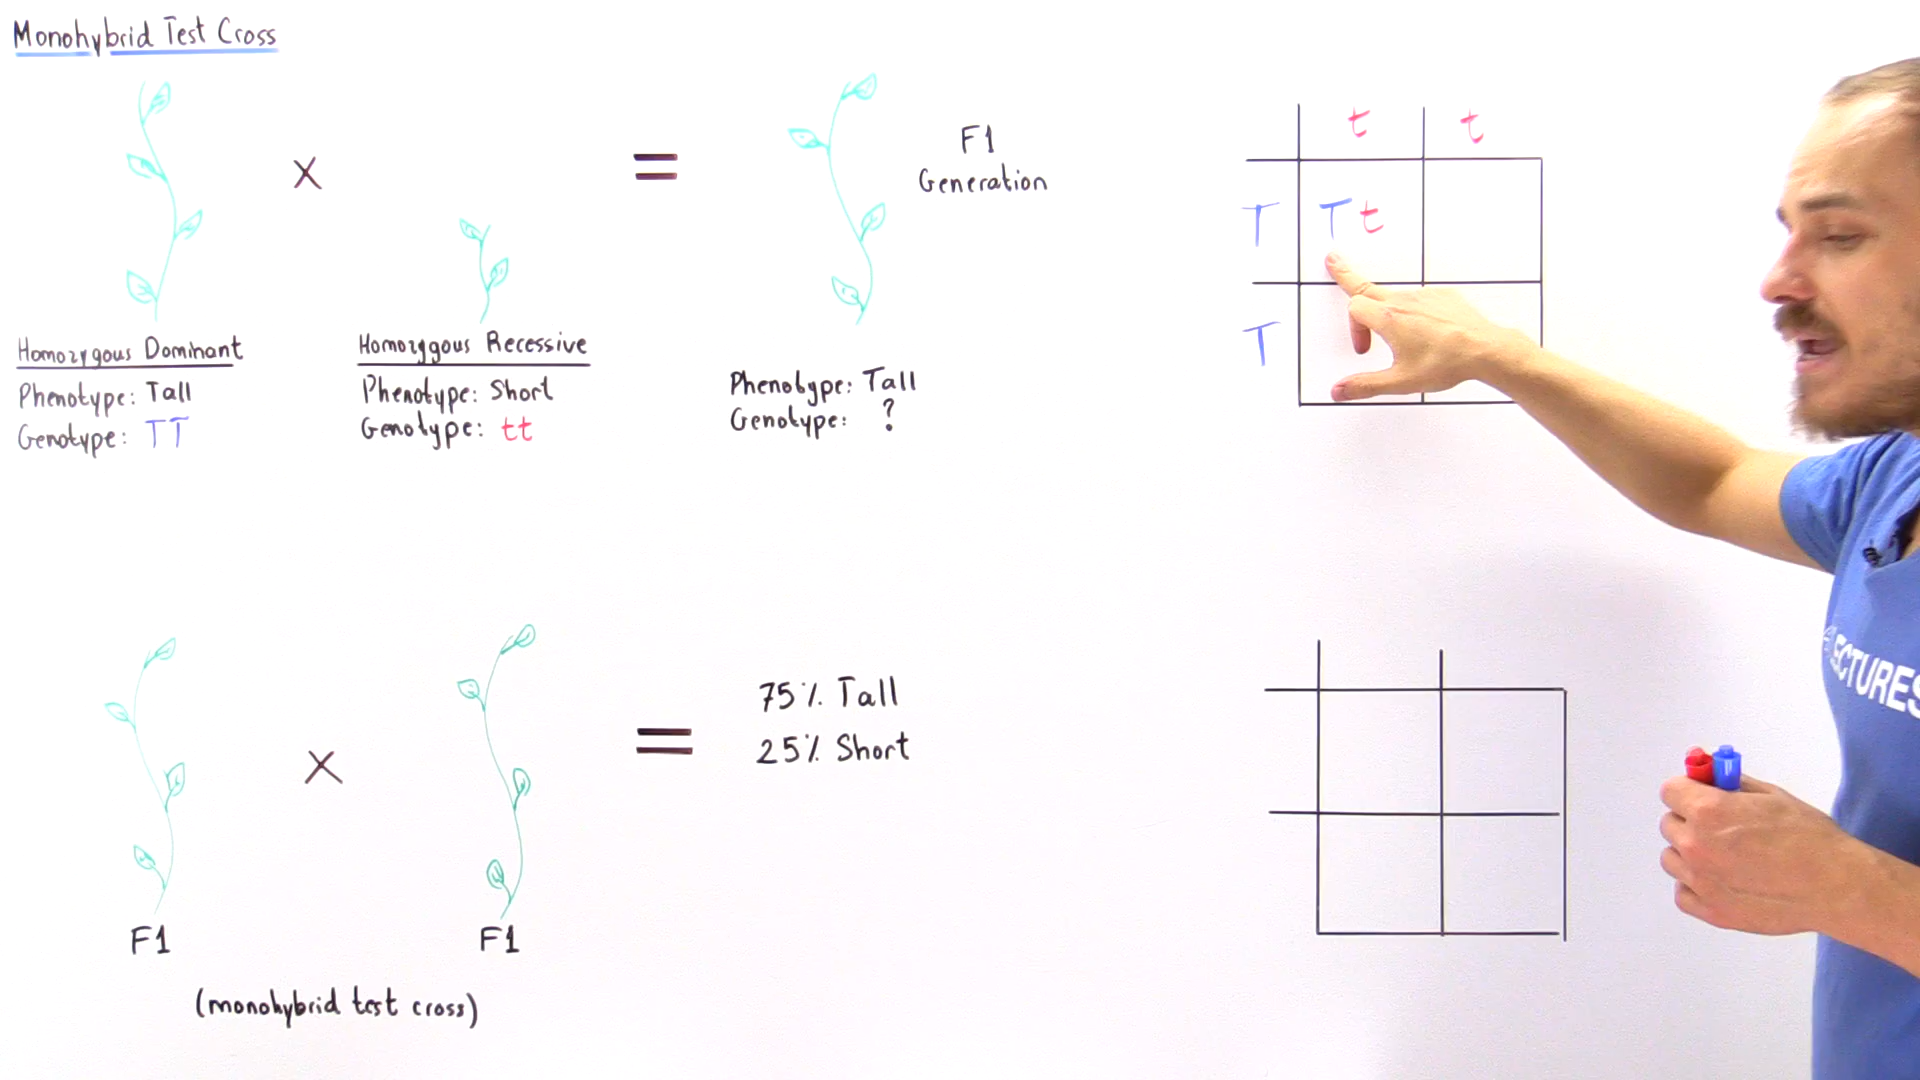 Monohybrid Test Cross
X
=
F1
Generation
Homozygous Dominant
Phenotype: Tall
Genotype: TT
Homozygous Recessive
Phenotype: Short
Genotype: tt
Phenotype: Tall
Genotype: ?
t t
T Tt
T
X
=
75% Tall
25% Short
F1
F1
(monohybrid test cross)
ECTURES